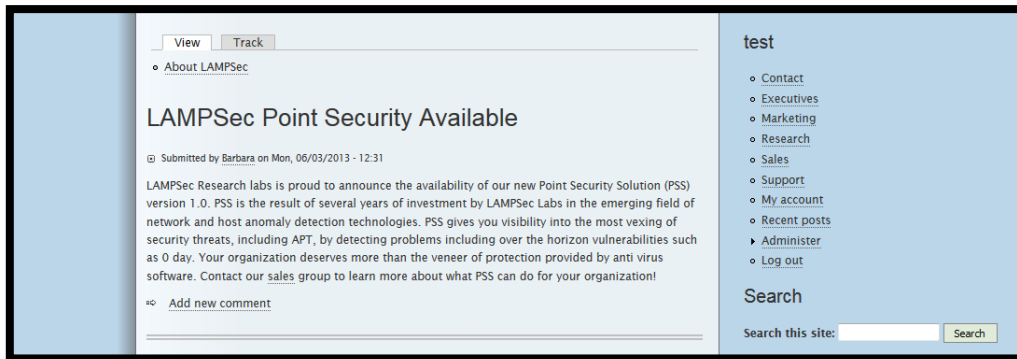 View Track
About LAMPSec
LAMPSec Point Security Available
Submitted by Barbara on Mon, 06/03/2013 - 12:31
LAMPSec Research labs is proud to announce the availability of our new Point Security Solution (PSS)
version 1.0. PSS is the result of several years of investment by LAMPSec Labs in the emerging field of
network and host anomaly detection technologies. PSS gives you visibility into the most vexing of
security threats, including APT, by detecting problems including over the horizon vulnerabilities such
as 0 day. Your organization deserves more than the veneer of protection provided by anti virus
software. Contact our sales group to learn more about what PSS can do for your organization!
Add new comment
test
Contact
Executives
Marketing
Research
Sales
Support
My account
Recent posts
Administer
Log out
Search
Search this site: Search